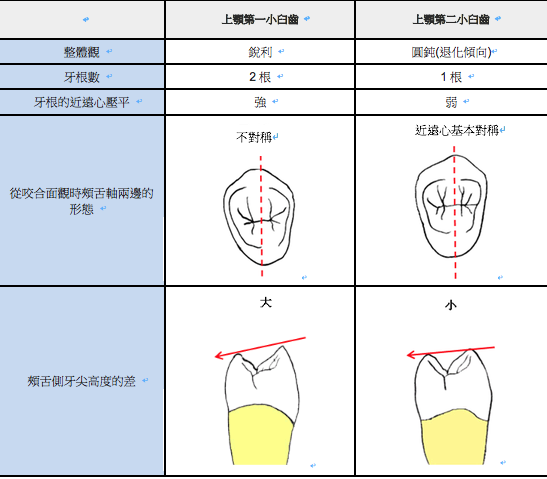 上顎第一小臼齒 上顎第二小臼齒
整體觀 銳利 圓鈍(退化傾向)
牙根數 2 根 1 根
牙根的近遠心壓平 強 弱
不對稱 近遠心基本對稱
從咬合面觀時頰舌軸兩邊的
形態
大 小
頰舌側牙尖高度的差